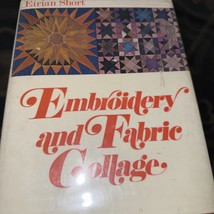 Eirian Short
Embroidery
and Fabric
Collage